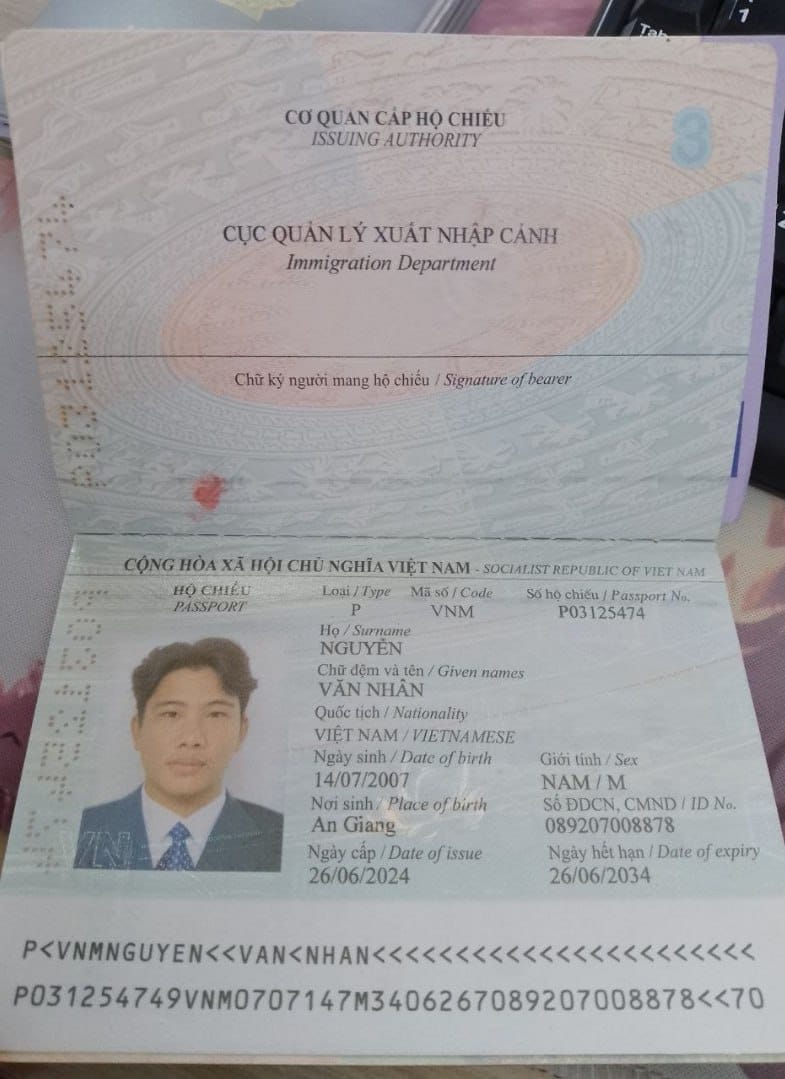 Tab
1
3
CƠ QUAN CẤP HỘ CHIẾU
ISSUING AUTHORITY
CỤC QUẢN LÝ XUẤT NHẬP CẢNH
Immigration Department
Chữ ký người mang hộ chiếu / Signature of bearer
CỘNG HÒA XÃ HỘI CHỦ NGHĨA VIỆT NAM - SOCIALIST REPUBLIC OF VIET NAM
HỘ CHIẾU
PASSPORT
Loại / Type Mã số / Code Số hộ chiếu / Passport No.
P VNM P03125474
Họ / Surname
NGUYỄN
Chữ đệm và tên / Given names
VĂN NHÂN
Quốc tịch / Nationality
VIỆT NAM / VIETNAMESE
Ngày sinh / Date of birth Giới tính / Sex
14/07/2007 NAM / M
Nơi sinh / Place of birth Số ĐDCN, CMND / ID No.
An Giang 089207008878
Ngày cấp / Date of issue Ngày hết hạn / Date of expiry
26/06/2024 26/06/2034
VN
P<VNMNGUYEN<<VAN<NHAN<<<<<<<<<<<<<<<<<<<<<<<
P031254749VNM0707147M3406267089207008878<<70